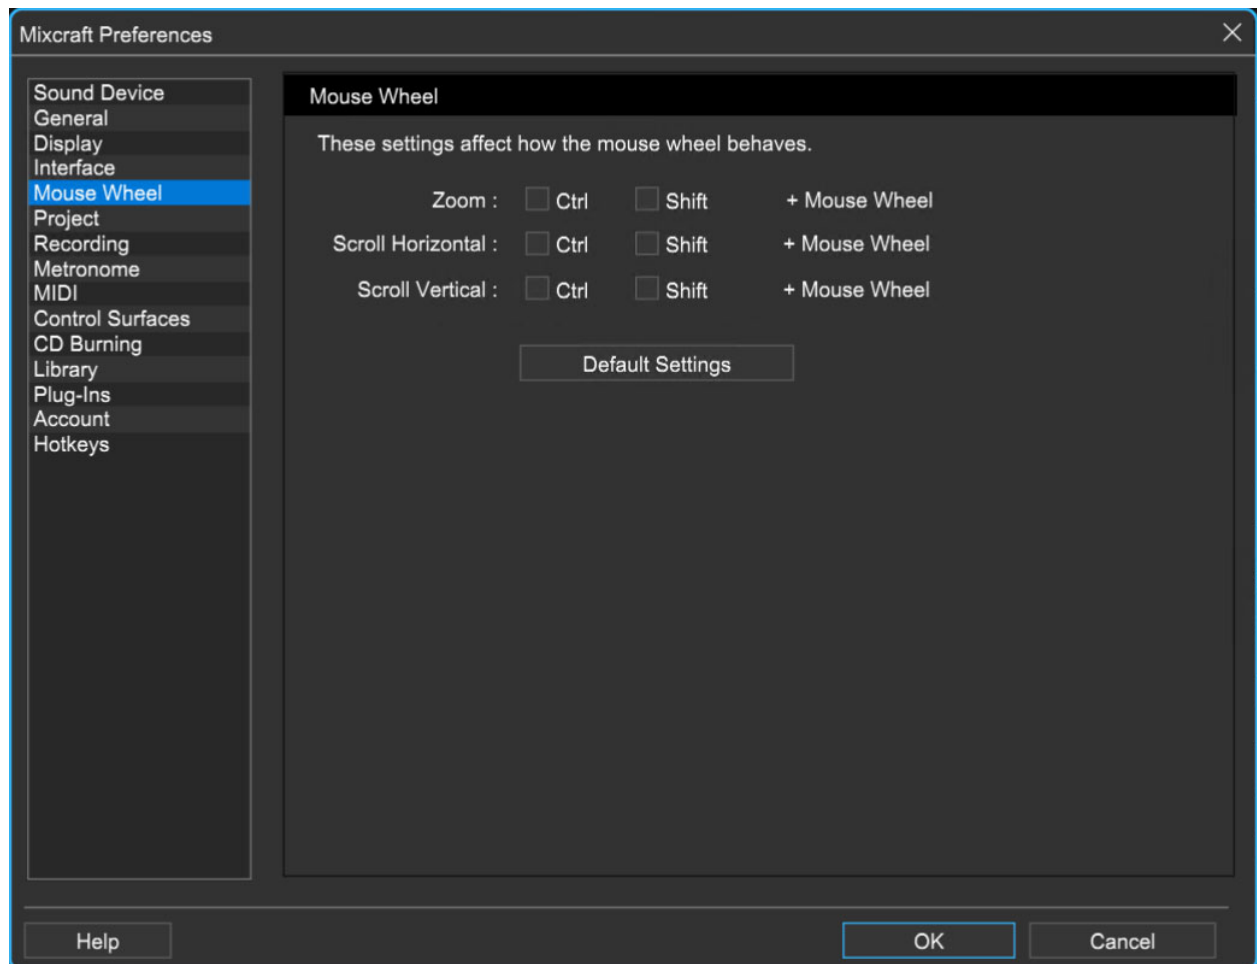 Mixcraft Preferences
Sound Device
General
Display
Interface
Mouse Wheel
Project
Recording
Metronome
MIDI
Control Surfaces
CD Burning
Library
Plug-Ins
Account
Hotkeys
Mouse Wheel
These settings affect how the mouse wheel behaves.
Zoom : Ctrl Shift + Mouse Wheel
Scroll Horizontal : Ctrl Shift + Mouse Wheel
Scroll Vertical : Ctrl Shift + Mouse Wheel
Default Settings
Help OK Cancel